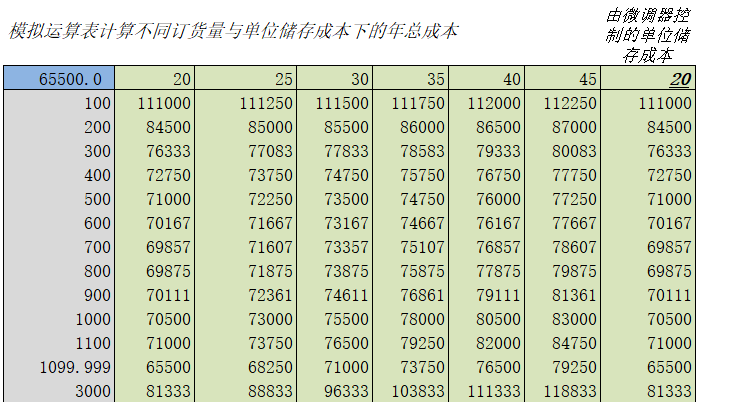 模拟运算表计算不同订货量与单位储存成本下的年总成本
由微调器控
制的单位储
存成本
65500.0 20 25 30 35 40 45 20
100 111000 111250 111500 111750 112000 112250 111000
200 84500 85000 85500 86000 86500 87000 84500
300 76333 77083 77833 78583 79333 80083 76333
400 72750 73750 74750 75750 76750 77750 72750
500 71000 72250 73500 74750 76000 77250 71000
600 70167 71667 73167 74667 76167 77667 70167
700 69857 71607 73357 75107 76857 78607 69857
800 69875 71875 73875 75875 77875 79875 69875
900 70111 72361 74611 76861 79111 81361 70111
1000 70500 73000 75500 78000 80500 83000 70500
1100 71000 73750 76500 79250 82000 84750 71000
1099.999 65500 68250 71000 73750 76500 79250 65500
3000 81333 88833 96333 103833 111333 118833 81333